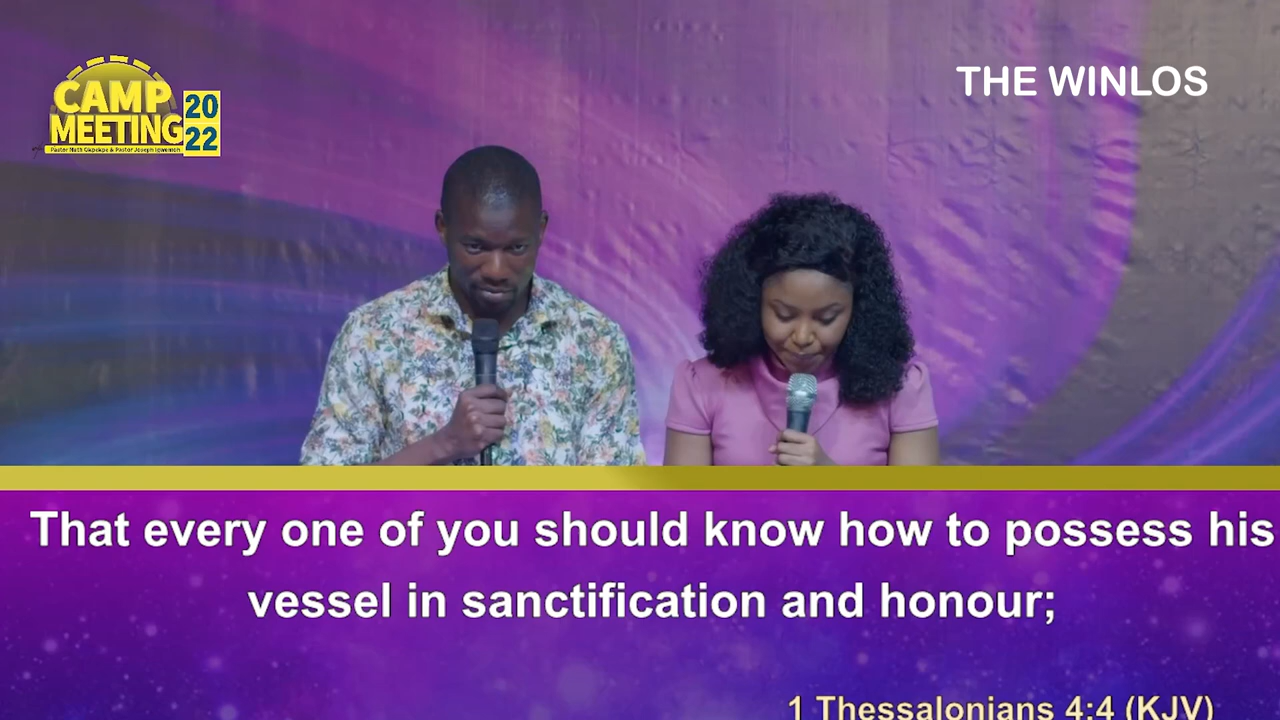 CAMP
MEETING
20
22
THE WINLOS
That every one of you should know how to possess his
vessel in sanctification and honour;
1 Thessalonians 4:4 (KJV)